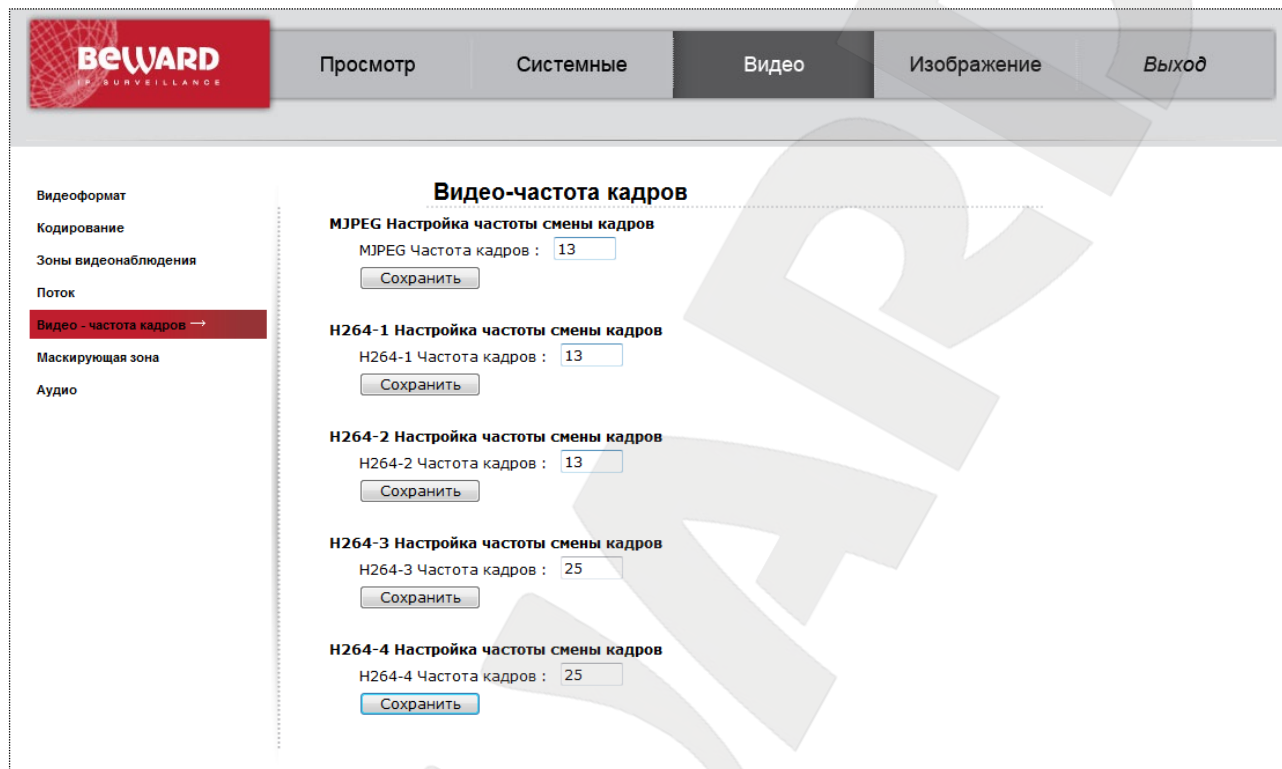 BEWARD
IP SURVEILLANCE
Просмотр
Системные
Видео
Изображение
Выход
Видеоформат
Кодирование
Зоны видеонаблюдения
Поток
Видео - частота кадров →
Маскирующая зона
Аудио
Видео-частота кадров
MJPEG Настройка частоты смены кадров
MJPEG Частота кадров : 13
Сохранить
H264-1 Настройка частоты смены кадров
H264-1 Частота кадров : 13
Сохранить
H264-2 Настройка частоты смены кадров
H264-2 Частота кадров : 13
Сохранить
H264-3 Настройка частоты смены кадров
H264-3 Частота кадров : 25
Сохранить
H264-4 Настройка частоты смены кадров
H264-4 Частота кадров : 25
Сохранить